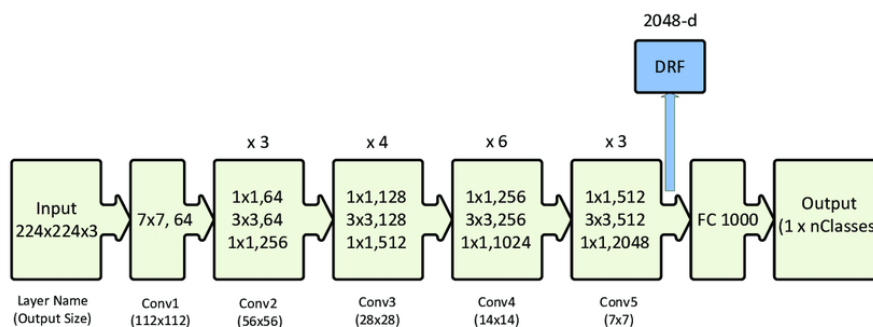 2048-d
DRF
x 3
x 4
x 6
x 3
Input
224x224x3
7x7, 64
1x1,64
3x3,64
1x1,256
1x1,128
3x3,128
1x1,512
1x1,256
3x3,256
1x1,1024
1x1,512
3x3,512
1x1,2048
FC 1000
Output
(1 x nClasses
Layer Name
(Output Size)
Conv1
(112x112)
Conv2
(56x56)
Conv3
(28x28)
Conv4
(14x14)
Conv5
(7x7)